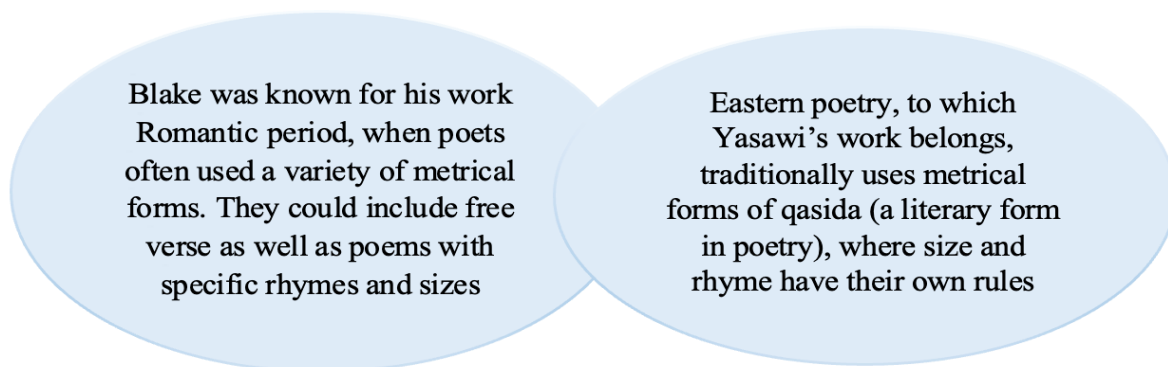 Blake was known for his work
Romantic period, when poets
often used a variety of metrical
forms. They could include free
verse as well as poems with
specific rhymes and sizes
Eastern poetry, to which
Yasawi’s work belongs,
traditionally uses metrical
forms of qasida (a literary form
in poetry), where size and
rhyme have their own rules